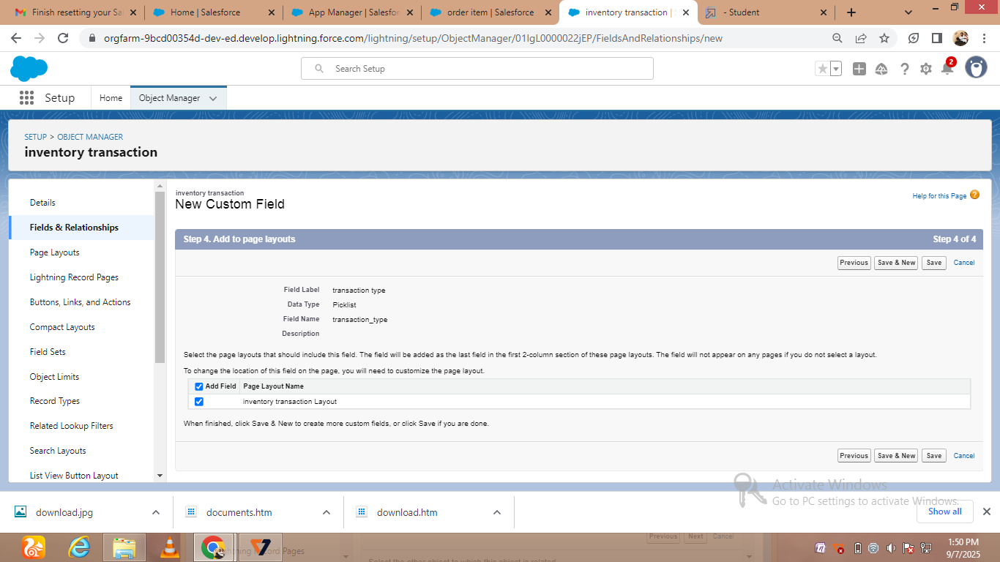 Finish resetting your Sa
Home | Salesforce
App Manager | Salesfor
order item | Salesforce
inventory transaction |
- Student
orgfarm-9bcd00354d-dev-ed.develop.lightning.force.com/lightning/setup/ObjectManager/01IgL0000022jEP/FieldsAndRelationships/new
Search Setup
2
Setup
Home
Object Manager
SETUP > OBJECT MANAGER
inventory transaction
Details
Fields & Relationships
Page Layouts
Lightning Record Pages
Buttons, Links, and Actions
Compact Layouts
Field Sets
Object Limits
Record Types
Related Lookup Filters
Search Layouts
List View Button Layout
inventory transaction
New Custom Field
Help for this Page
Step 4. Add to page layouts
Step 4 of 4
Previous Save & New Save Cancel
Field Label transaction type
Data Type Picklist
Field Name transaction_type
Description
Select the page layouts that should include this field. The field will be added as the last field in the first 2-column section of these page layouts. The field will not appear on any pages if you do not select a layout.
To change the location of this field on the page, you will need to customize the page layout.
Add Field Page Layout Name
inventory transaction Layout
When finished, click Save & New to create more custom fields, or click Save if you are done.
Previous Save & New Save Cancel
Activate Windows
Go to PC settings to activate Windows.
download.jpg
documents.htm
download.htm
Show all
Previous Next Cancel
Record Pages
1:50 PM
9/7/2025